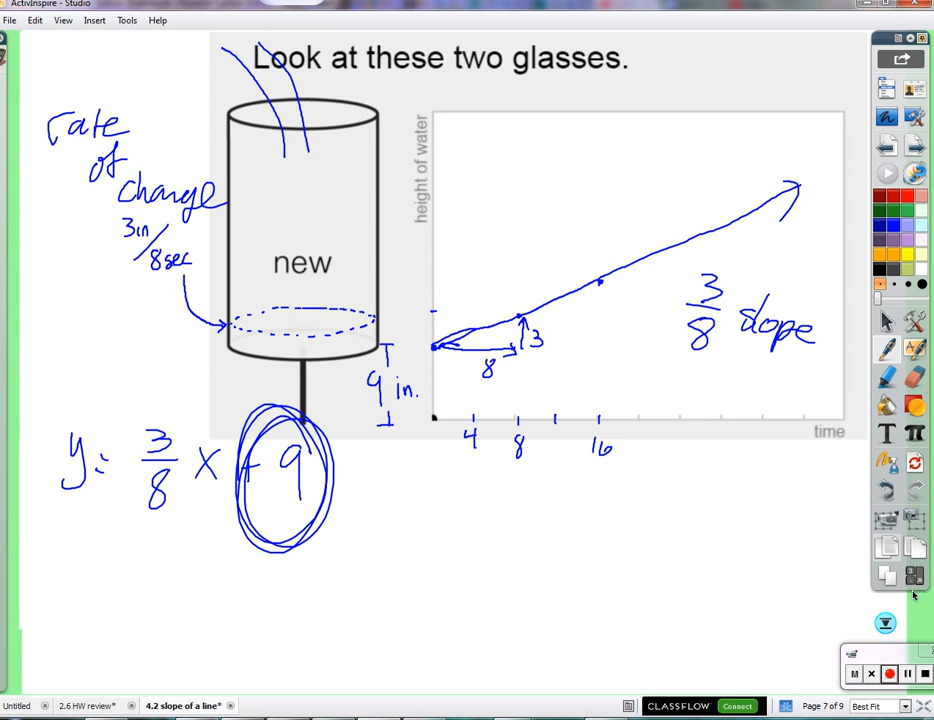 ActivInspire - Studio
File Edit View Insert Tools Help
Look at these two glasses.
rate
of
change
3in/8sec
new
height of water
3
8
3/8 slope
9 in.
4 8 16
time
y= 3/8 x + 9
Untitled 2.6 HW review* 4.2 slope of a line*
CLASSFLOW Connect
Page 7 of 9 Best Fit
M